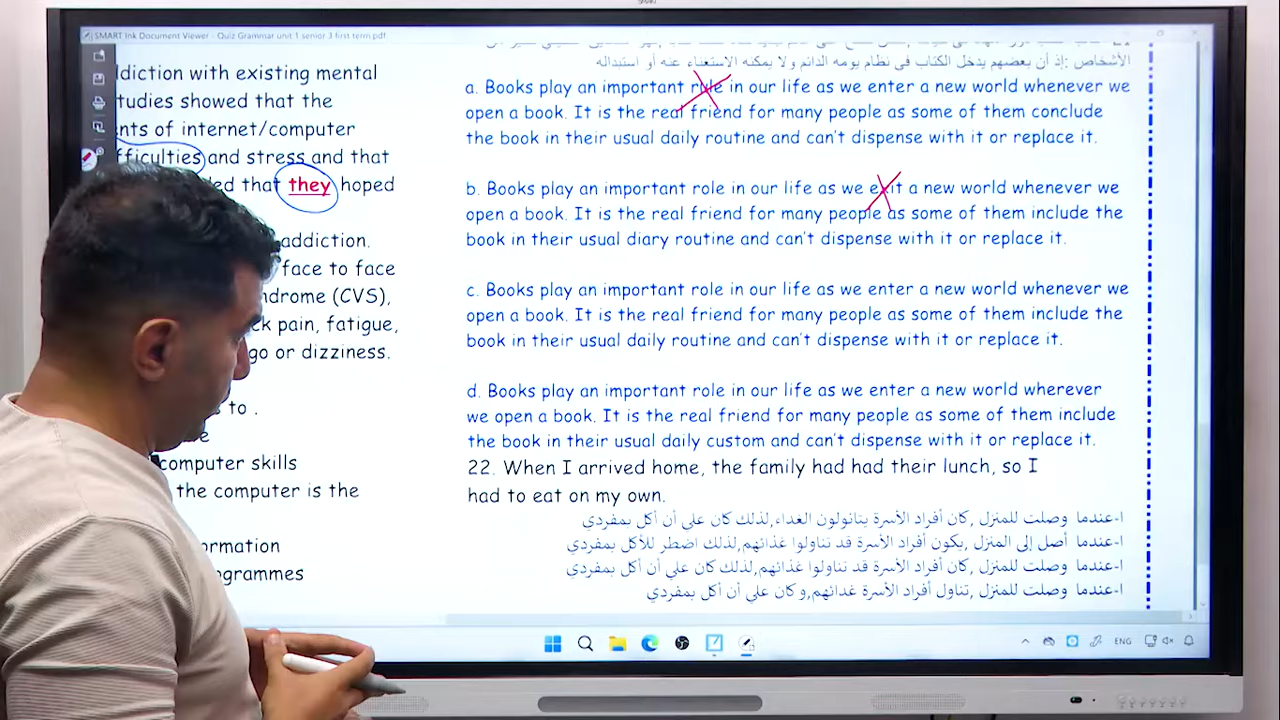 SMART Ink Document Viewer - Quiz Grammar unit 1 senior 3 first term.pdf
ddiction with existing mental
tudies showed that the
nts of internet/computer
fficulties and stress and that
ded that they hoped
addiction.
face to face
ndrome (CVS),
ck pain, fatigue,
go or dizziness.
to .
computer skills
the computer is the
ormation
ogrammes
الأشخاص :إذ أن بعضهم يدخل الكتاب فى نظام يومه الدائم ولا يمكنه الاستغناء عنه أو استبداله
a. Books play an important rule in our life as we enter a new world whenever we
open a book. It is the real friend for many people as some of them conclude
the book in their usual daily routine and can't dispense with it or replace it.
b. Books play an important role in our life as we exit a new world whenever we
open a book. It is the real friend for many people as some of them include the
book in their usual diary routine and can't dispense with it or replace it.
c. Books play an important role in our life as we enter a new world whenever we
open a book. It is the real friend for many people as some of them include the
book in their usual daily routine and can't dispense with it or replace it.
d. Books play an important role in our life as we enter a new world wherever
we open a book. It is the real friend for many people as some of them include
the book in their usual daily custom and can't dispense with it or replace it.
22. When I arrived home, the family had had their lunch, so I
had to eat on my own.
ا-عندما وصلت للمنزل ,كان أفراد الأسرة يتانولون الغداء,لذلك كان علي أن أكل بمفردي
ا-عندما أصل إلى المنزل ,يكون أفراد الأسرة قد تناولوا غذائهم,لذلك اضطر للأكل بمفردي
ا-عندما وصلت للمنزل ,كان أفراد الأسرة قد تناولوا غذائهم,لذلك كان علي أن أكل بمفردي
ا-عندما وصلت للمنزل ,تناول أفراد الأسرة غدائهم,و كان علي أن أكل بمفردي
ENG